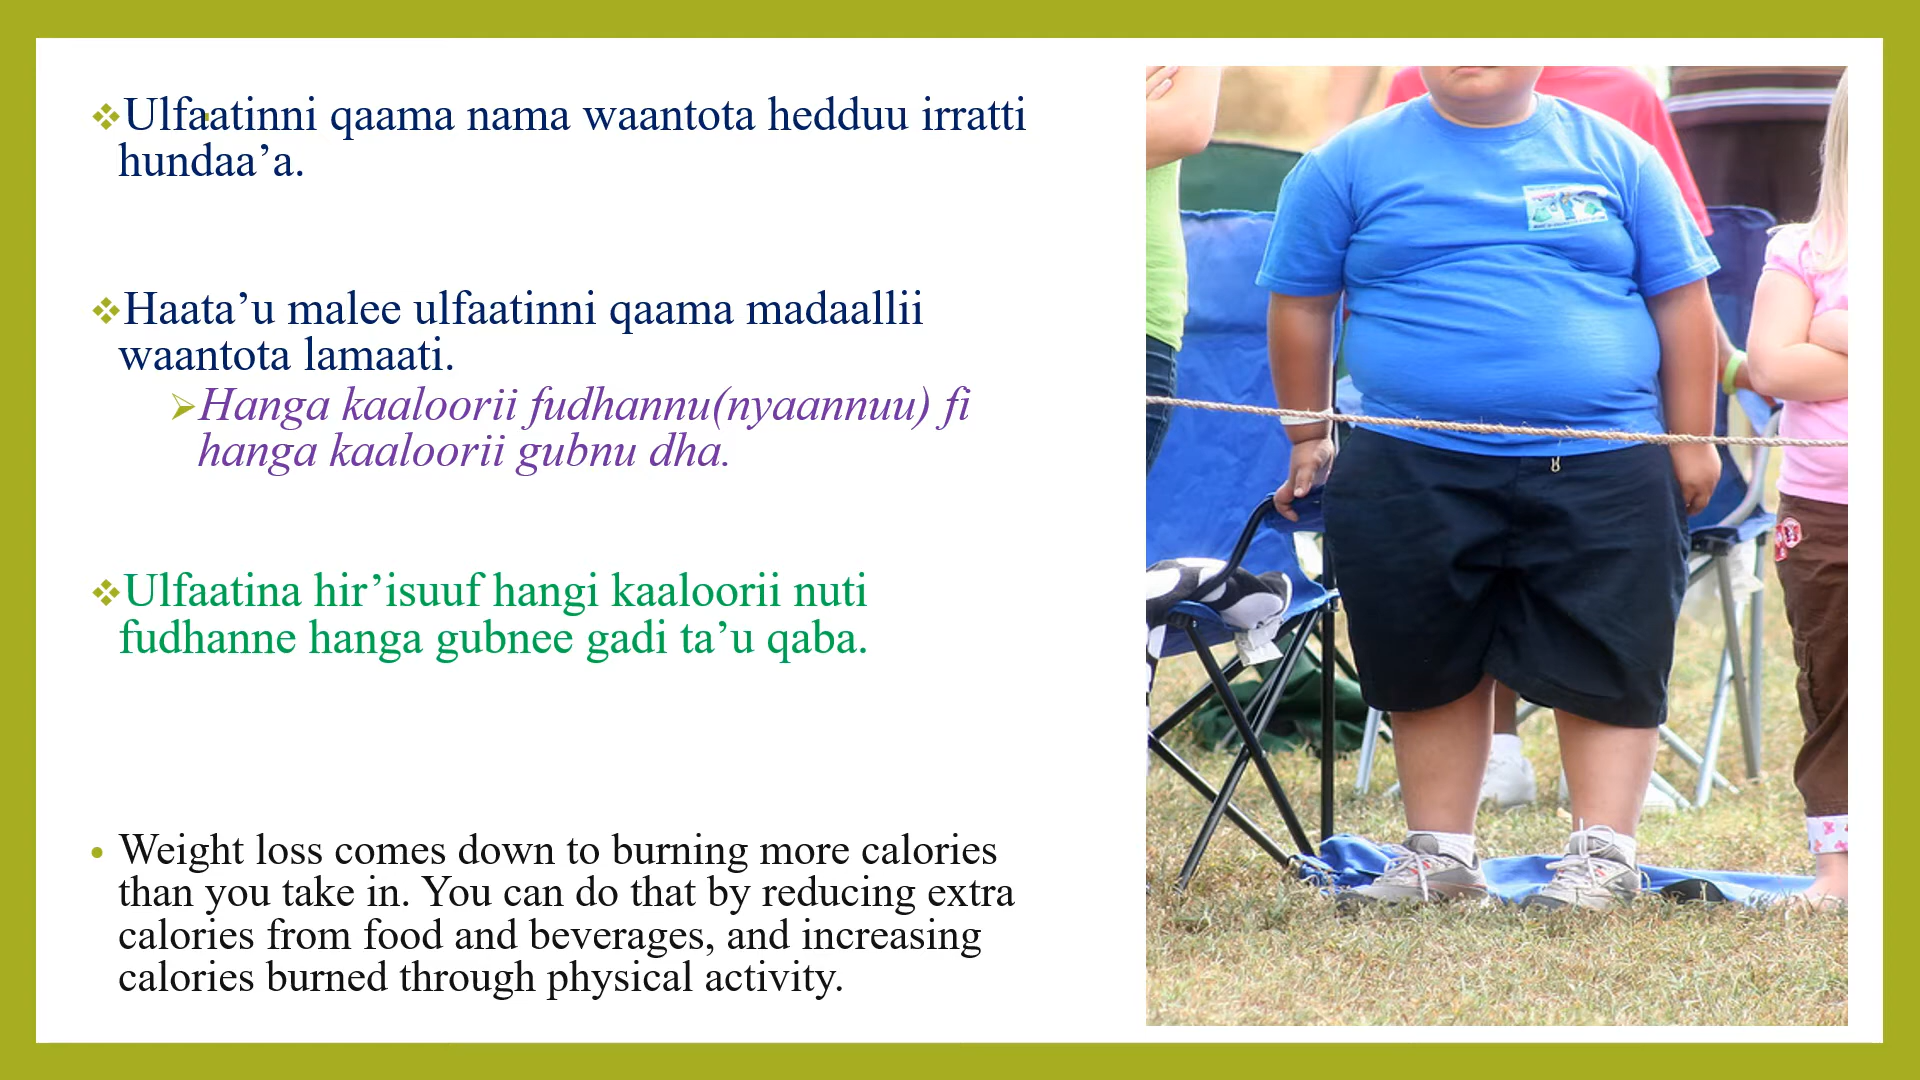 Ulfaatinni qaama nama waantota hedduu irratti
hundaa’a.
Haata’u malee ulfaatinni qaama madaallii
waantota lamaati.
Hanga kaaloorii fudhannu(nyaannuu) fi
hanga kaaloorii gubnu dha.
Ulfaatina hir’isuuf hangi kaaloorii nuti
fudhanne hanga gubnee gadi ta’u qaba.
Weight loss comes down to burning more calories
than you take in. You can do that by reducing extra
calories from food and beverages, and increasing
calories burned through physical activity.